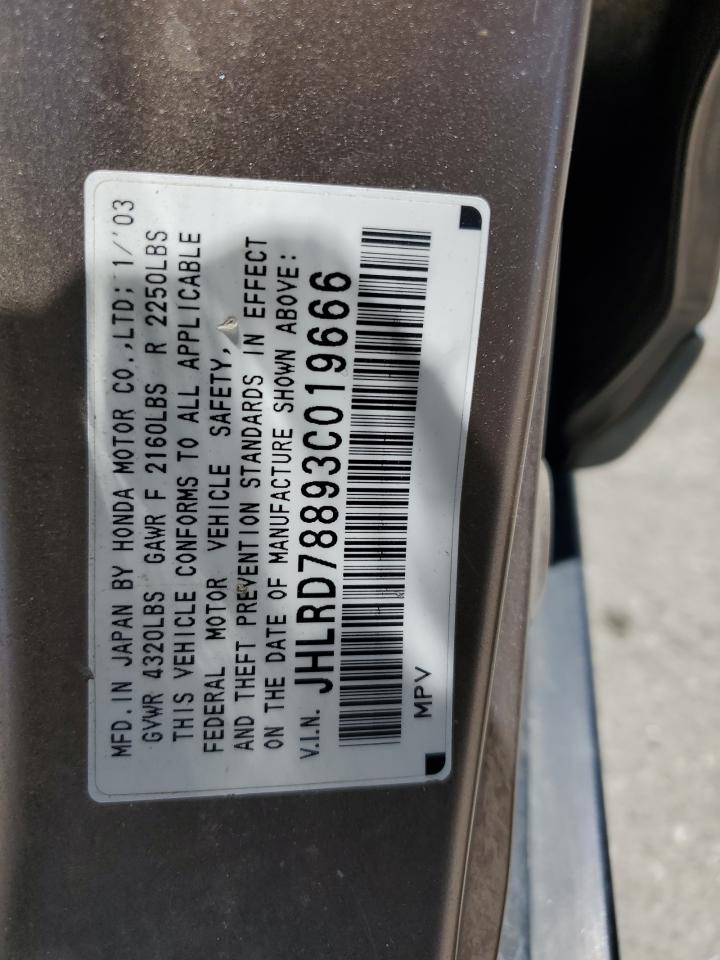 MFD.IN JAPAN BY HONDA MOTOR CO.,LTD: 1/'03
GVWR 4320LBS GAWR F 2160LBS R 2250LBS
THIS VEHICLE CONFORMS TO ALL APPLICABLE
FEDERAL MOTOR VEHICLE SAFETY,
AND THEFT PREVENTION STANDARDS IN EFFECT
ON THE DATE OF MANUFACTURE SHOWN ABOVE:
V.I.N. JHLRD78893C019666
MPV